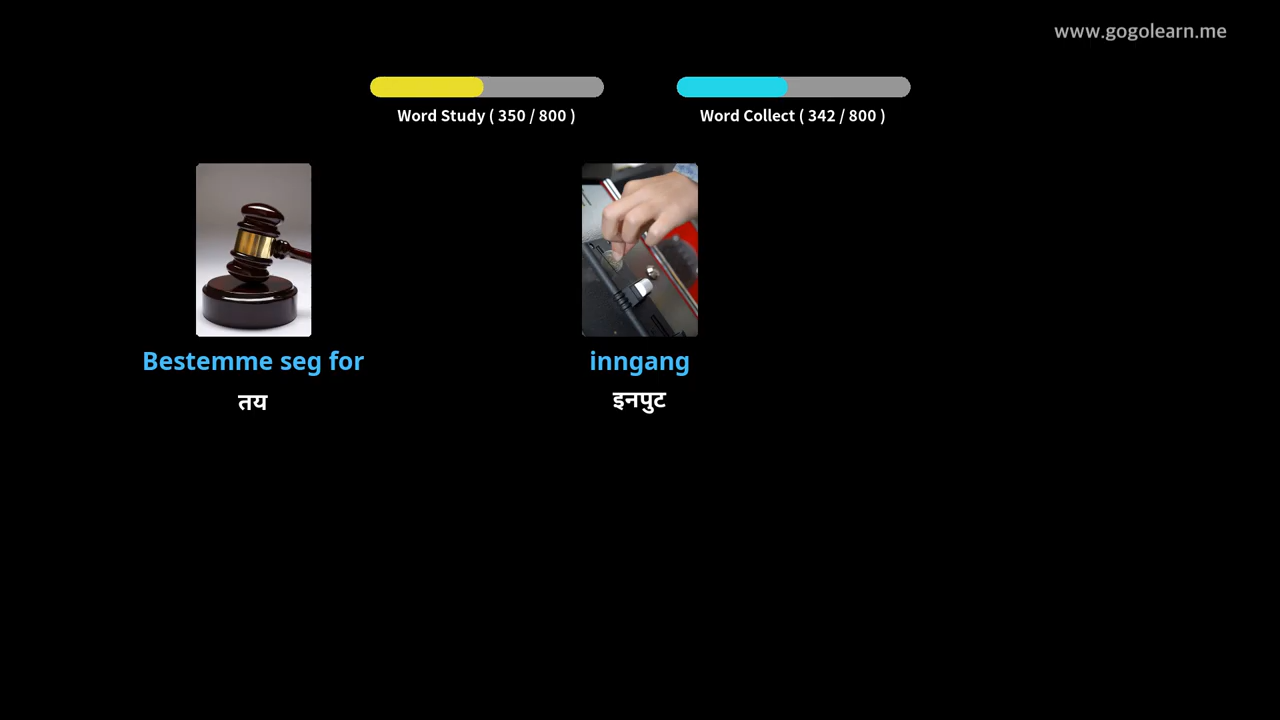 www.gogolearn.me
Word Study ( 350 / 800 )
Word Collect ( 342 / 800 )
Bestemme seg for
inngang
तय
इनपुट